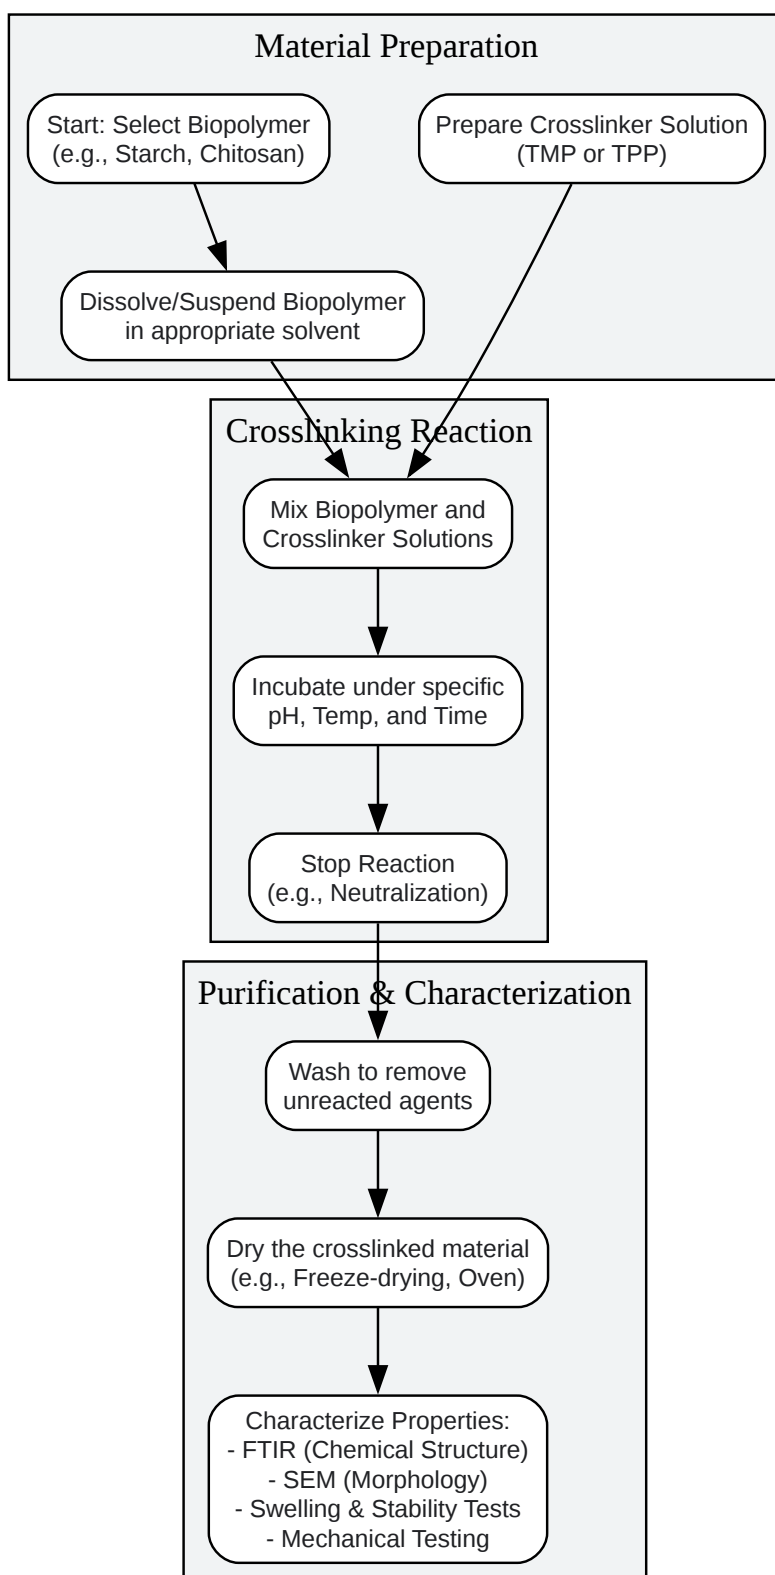 Material Preparation
Start: Select Biopolymer
(e.g., Starch, Chitosan)
Prepare Crosslinker Solution
(TMP or TPP)
Dissolve/Suspend Biopolymer
in appropriate solvent
Crosslinking Reaction
Mix Biopolymer and
Crosslinker Solutions
Incubate under specific
pH, Temp, and Time
Stop Reaction
(e.g., Neutralization)
Purification & Characterization
Wash to remove
unreacted agents
Dry the crosslinked material
(e.g., Freeze-drying, Oven)
Characterize Properties:
- FTIR (Chemical Structure)
- SEM (Morphology)
- Swelling & Stability Tests
- Mechanical Testing